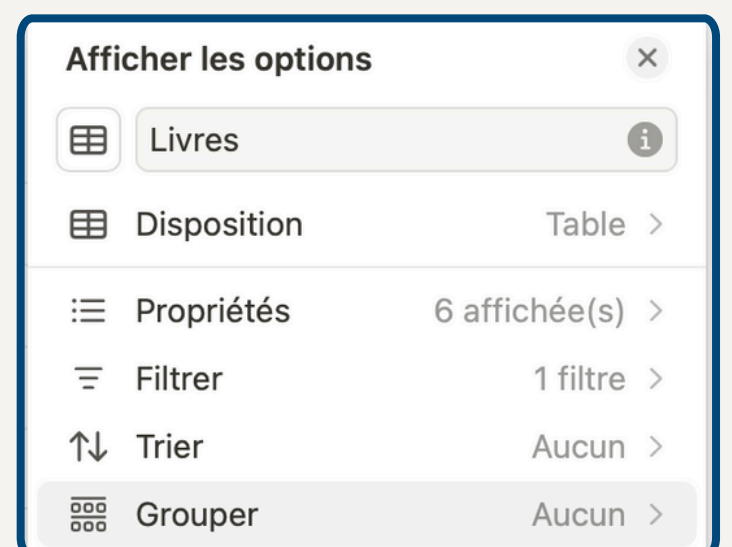 Afficher les options
Livres
Disposition Table
Propriétés 6 affichée(s)
Filtrer 1 filtre
Trier Aucun
Grouper Aucun